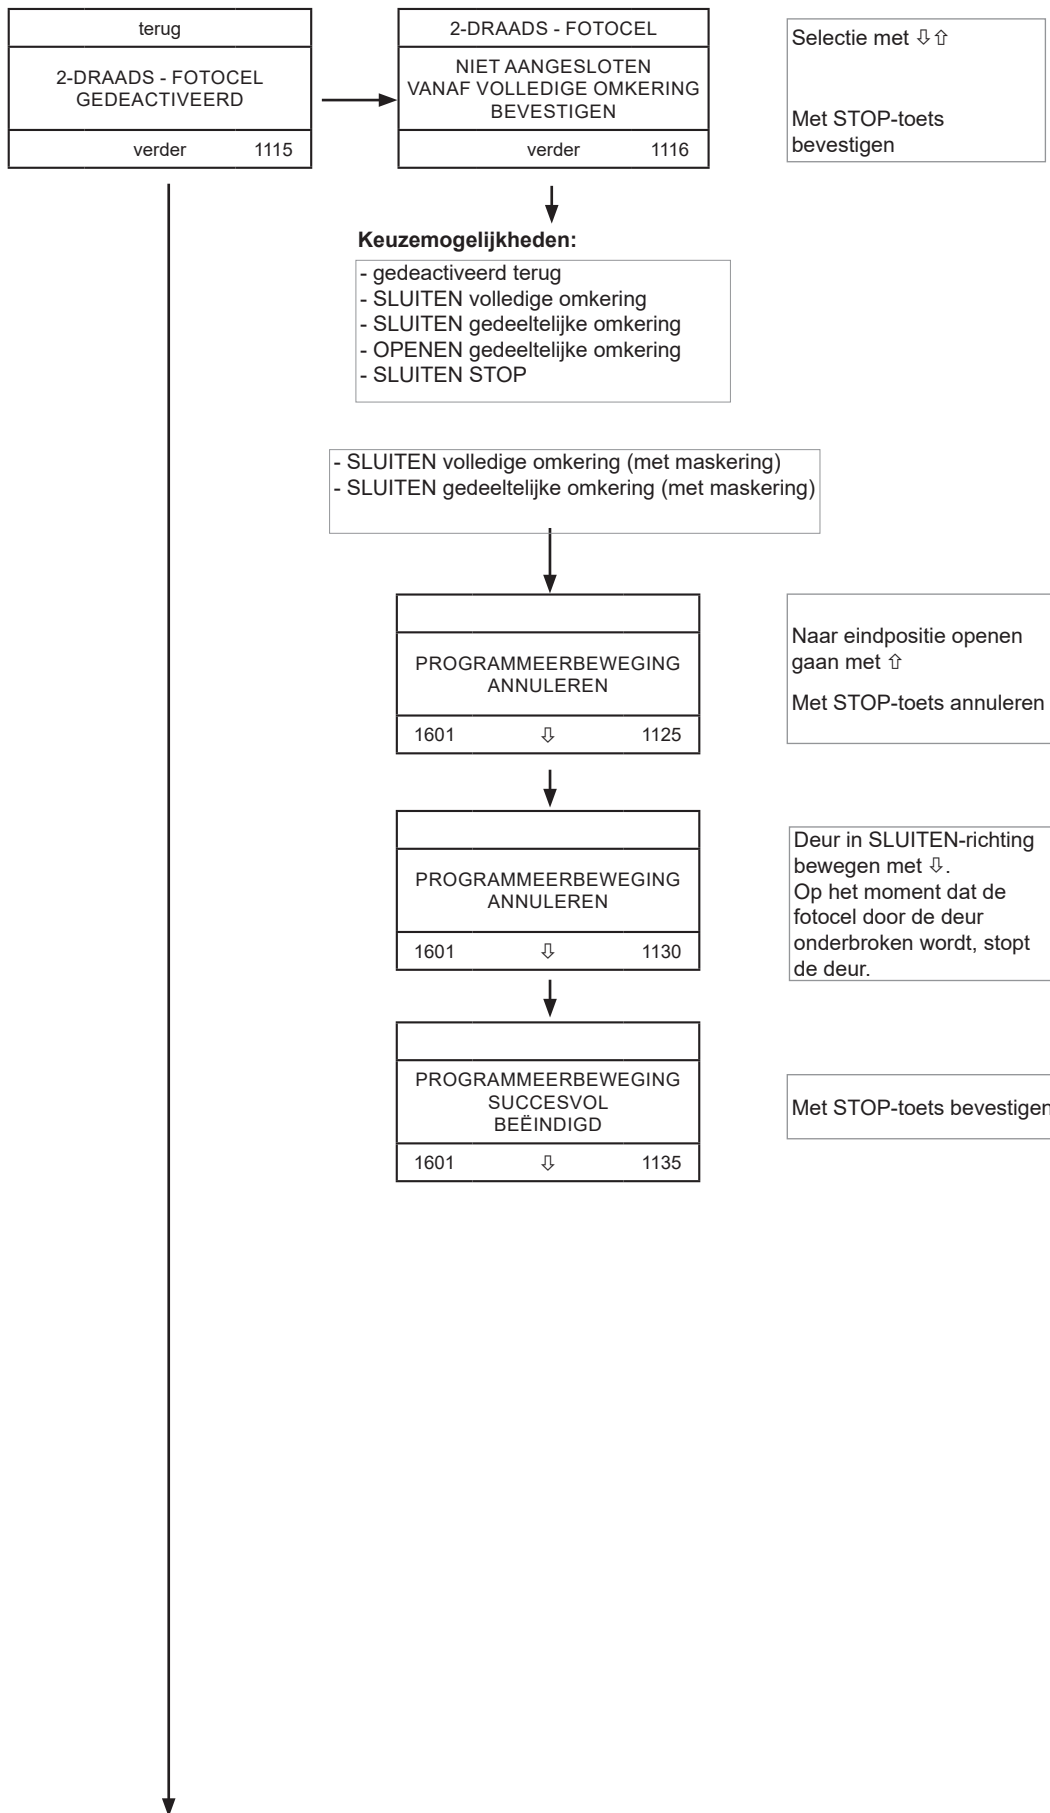 terug
2-DRAADS - FOTOCEL
GEDEACTIVEERD
verder 1115
2-DRAADS - FOTOCEL
NIET AANGESLOTEN
VANAF VOLLEDIGE OMKERING
BEVESTIGEN
verder 1116
Selectie met ⇩⇧
Met STOP-toets
bevestigen
Keuzemogelijkheden:
- gedeactiveerd terug
- SLUITEN volledige omkering
- SLUITEN gedeeltelijke omkering
- OPENEN gedeeltelijke omkering
- SLUITEN STOP
- SLUITEN volledige omkering (met maskering)
- SLUITEN gedeeltelijke omkering (met maskering)
PROGRAMMEERBEWEGING
ANNULEREN
1601 ⇩ 1125
Naar eindpositie openen
gaan met ⇧
Met STOP-toets annuleren
PROGRAMMEERBEWEGING
ANNULEREN
1601 ⇩ 1130
Deur in SLUITEN-richting
bewegen met ⇩.
Op het moment dat de
fotocel door de deur
onderbroken wordt, stopt
de deur.
PROGRAMMEERBEWEGING
SUCCESVOL
BEËINDIGD
1601 ⇩ 1135
Met STOP-toets bevestigen